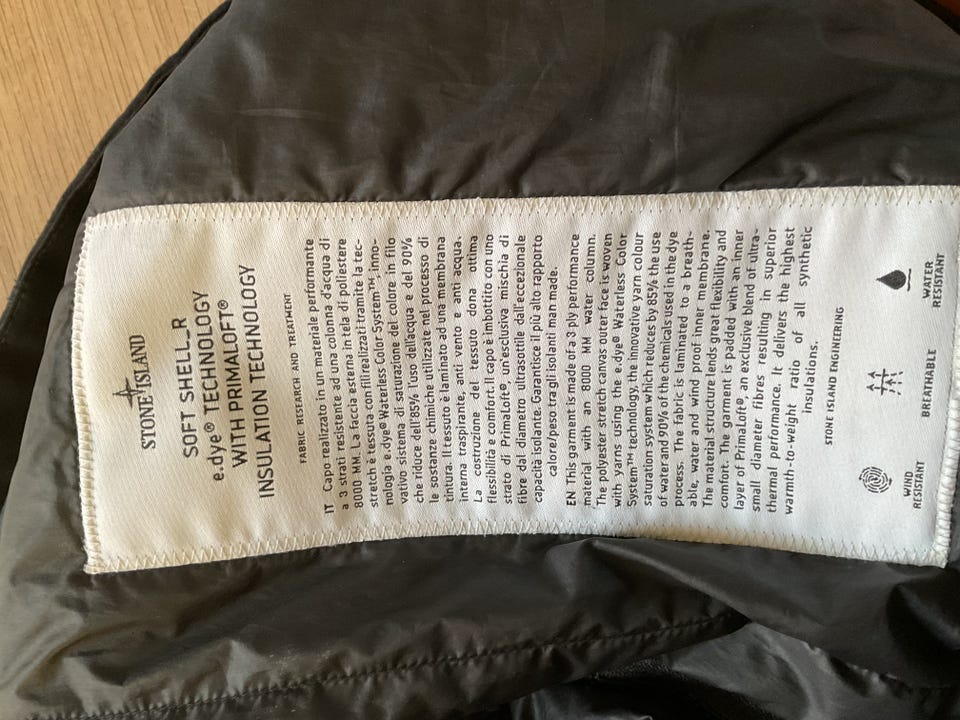 STONE ISLAND
SOFT SHELL_R
e.dye® TECHNOLOGY
WITH PRIMALOFT®
INSULATION TECHNOLOGY
FABRIC RESEARCH AND TREATMENT
IT Capo realizzato in un materiale performante
a 3 strati resistente ad una colonna d'acqua di
8000 MM. La faccia esterna in tela di poliestere
stretch è tessuta con fili realizzati tramite la tec-
nologia e.dye® Waterless Color System™, inno-
vativo sistema di saturazione del colore in filo
che riduce dell'85% l'uso dell'acqua e del 90%
le sostanze chimiche utilizzate nel processo di
tintura. Il tessuto è laminato ad una membrana
interna traspirante, anti vento e anti acqua.
La costruzione del tessuto dona ottima
flessibilità e comfort. Il capo è imbottito con uno
strato di PrimaLoft®, un'esclusiva mischia di
fibre dal diametro ultrasottile dall'eccezionale
capacità isolante. Garantisce il più alto rapporto
calore/peso tra gli isolanti man made.
EN This garment is made of a 3 ply performance
material with an 8000 MM water column.
The polyester stretch canvas outer face is woven
with yarns using the e.dye® Waterless Color
System™ technology, the innovative yarn colour
saturation system which reduces by 85% the use
of water and 90% of the chemicals used in the dye
process. The fabric is laminated to a breath-
able, water and wind proof inner membrane.
The material structure lends great flexibility and
comfort. The garment is padded with an inner
layer of PrimaLoft®, an exclusive blend of ultra-
small diameter fibres resulting in superior
thermal performance. It delivers the highest
warmth-to-weight ratio of all synthetic
insulations.
STONE ISLAND ENGINEERING
WIND
RESISTANT
BREATHABLE
WATER
RESISTANT